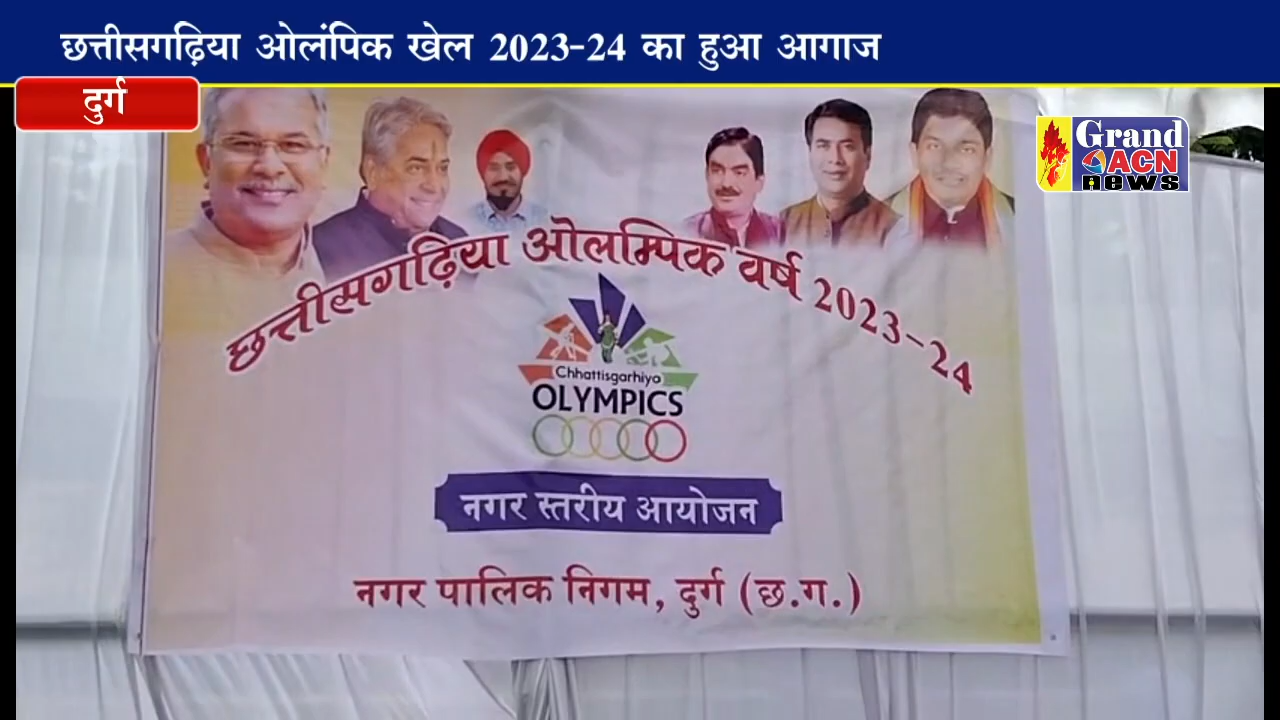 छत्तीसगढ़िया ओलंपिक खेल 2023-24 का हुआ आगाज
दुर्ग
Grand
ACN
news
छत्तीसगढ़िया ओलम्पिक वर्ष 2023-24
Chhattisgarhiya
OLYMPICS
नगर स्तरीय आयोजन
नगर पालिक निगम, दुर्ग (छ.ग.)